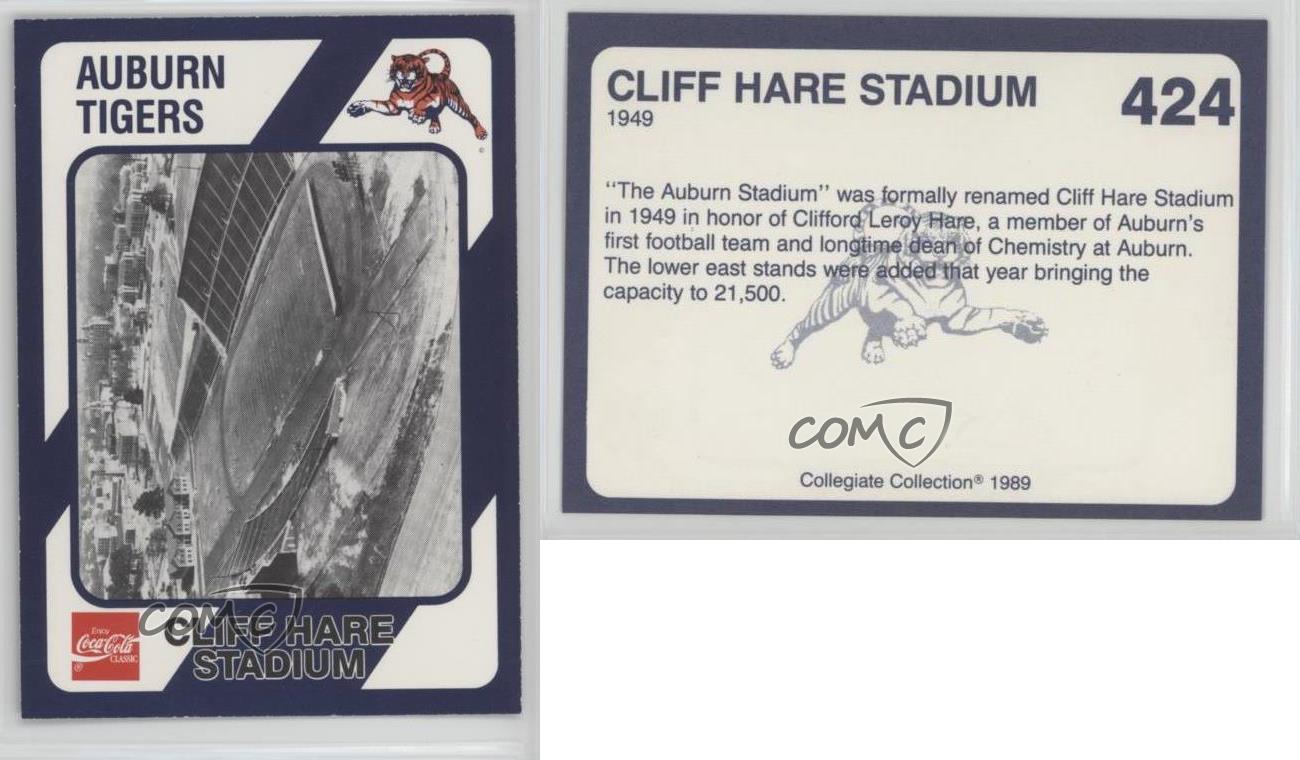 AUBURN
TIGERS
©
Enjoy
Coca-Cola
CLASSIC
®
COMC
CLIFF HARE
STADIUM
CLIFF HARE STADIUM
424
1949
"The Auburn Stadium" was formally renamed Cliff Hare Stadium
in 1949 in honor of Clifford Leroy Hare, a member of Auburn's
first football team and longtime dean of Chemistry at Auburn.
The lower east stands were added that year bringing the
capacity to 21,500.
COMC
Collegiate Collection® 1989